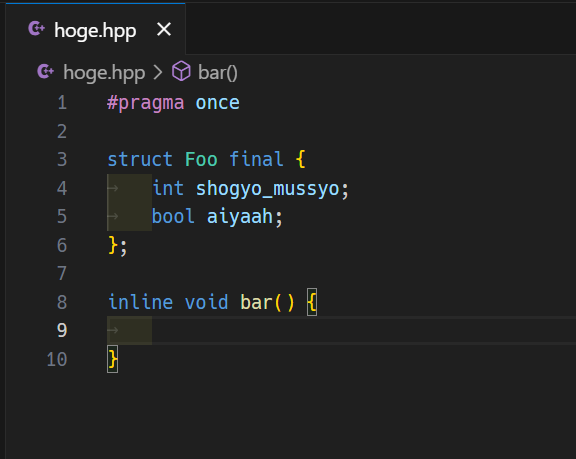 hoge.hpp
hoge.hpp > bar()
1 #pragma once
2
3 struct Foo final {
4 int shogyo_mussyo;
5 bool aiyaah;
6 };
7
8 inline void bar() {
9
10 }